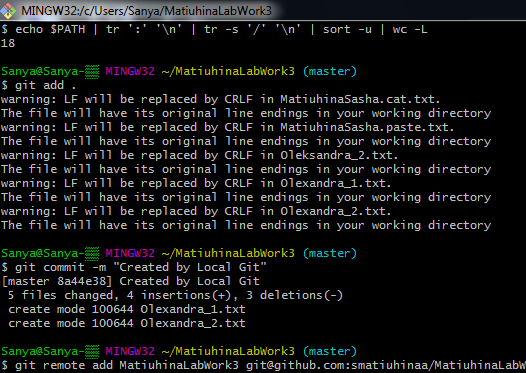 MINGW32:/c/Users/Sanya/MatiuhinaLabWork3
$ echo $PATH | tr ':' '\n' | tr -s '/' '\n' | sort -u | wc -L
18
Sanya@Sanya-▒▒ MINGW32 ~/MatiuhinaLabWork3 (master)
$ git add .
warning: LF will be replaced by CRLF in MatiuhinaSasha.cat.txt.
The file will have its original line endings in your working directory
warning: LF will be replaced by CRLF in MatiuhinaSasha.paste.txt.
The file will have its original line endings in your working directory
warning: LF will be replaced by CRLF in Oleksandra_2.txt.
The file will have its original line endings in your working directory
warning: LF will be replaced by CRLF in Olexandra_1.txt.
The file will have its original line endings in your working directory
warning: LF will be replaced by CRLF in Olexandra_2.txt.
The file will have its original line endings in your working directory
Sanya@Sanya-▒▒ MINGW32 ~/MatiuhinaLabWork3 (master)
$ git commit -m "Created by Local Git"
[master 8a44e38] Created by Local Git
5 files changed, 4 insertions(+), 3 deletions(-)
create mode 100644 Olexandra_1.txt
create mode 100644 Olexandra_2.txt
Sanya@Sanya-▒▒ MINGW32 ~/MatiuhinaLabWork3 (master)
$ git remote add MatiuhinaLabWork3 git@github.com:smatiuhinaa/MatiuhinaLabW